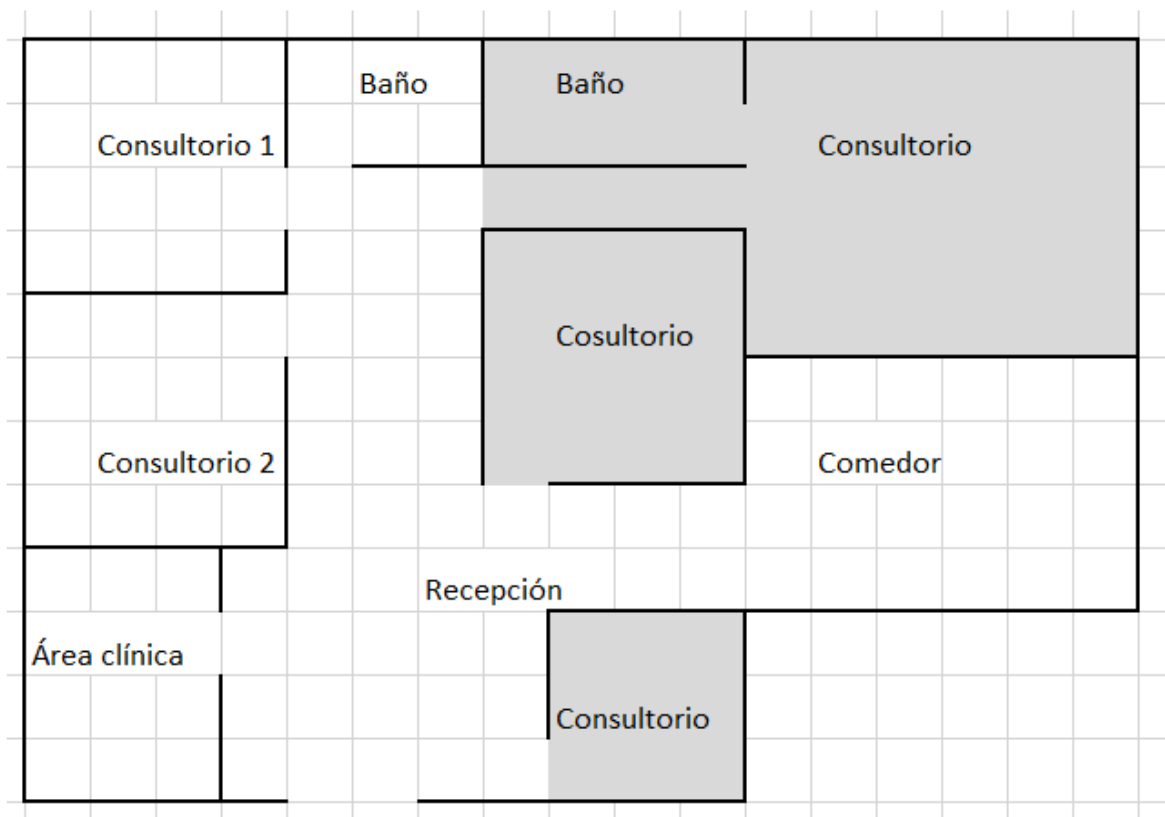 Baño
Baño
Consultorio 1
Consultorio
Cosultorio
Consultorio 2
Comedor
Recepción
Área clínica
Consultorio